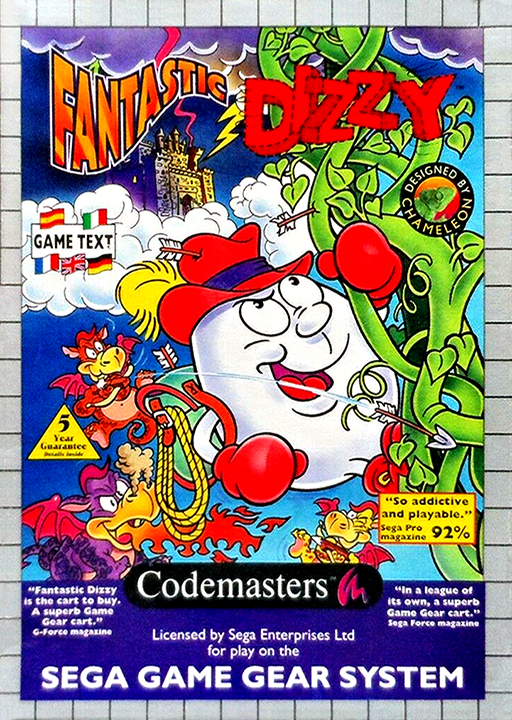 FANTASTIC
DIZZY
DESIGNED BY
CHAMELEON
GAME TEXT
5
Year
Guarantee
Details Inside
"So addictive
and playable."
Sega Pro
magazine 92%
Codemasters™
"Fantastic Dizzy
is the cart to buy.
A superb Game
Gear cart."
G-Force magazine
"In a league of
its own, a superb
Game Gear cart."
Sega Force magazine
Licensed by Sega Enterprises Ltd
for play on the
SEGA GAME GEAR SYSTEM